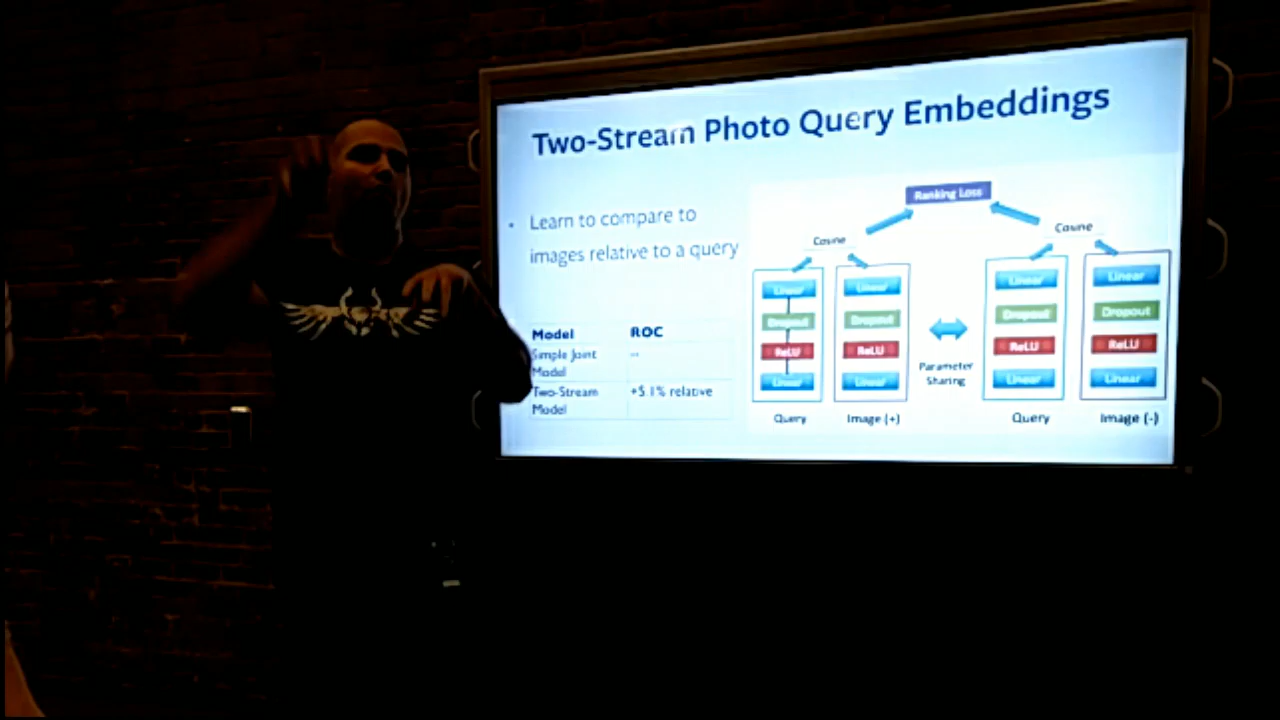 Two-Stream Photo Query Embeddings
• Learn to compare to
images relative to a query
Model ROC
Simple Joint
Model
--
Two-Stream
Model
+5.1% relative
Ranking Loss
Cosine Cosine
Linear Linear Linear Linear
Dropout Dropout Dropout Dropout
ReLU ReLU ReLU ReLU
Parameter
Sharing
Linear Linear Linear Linear
Query Image (+) Query Image (-)